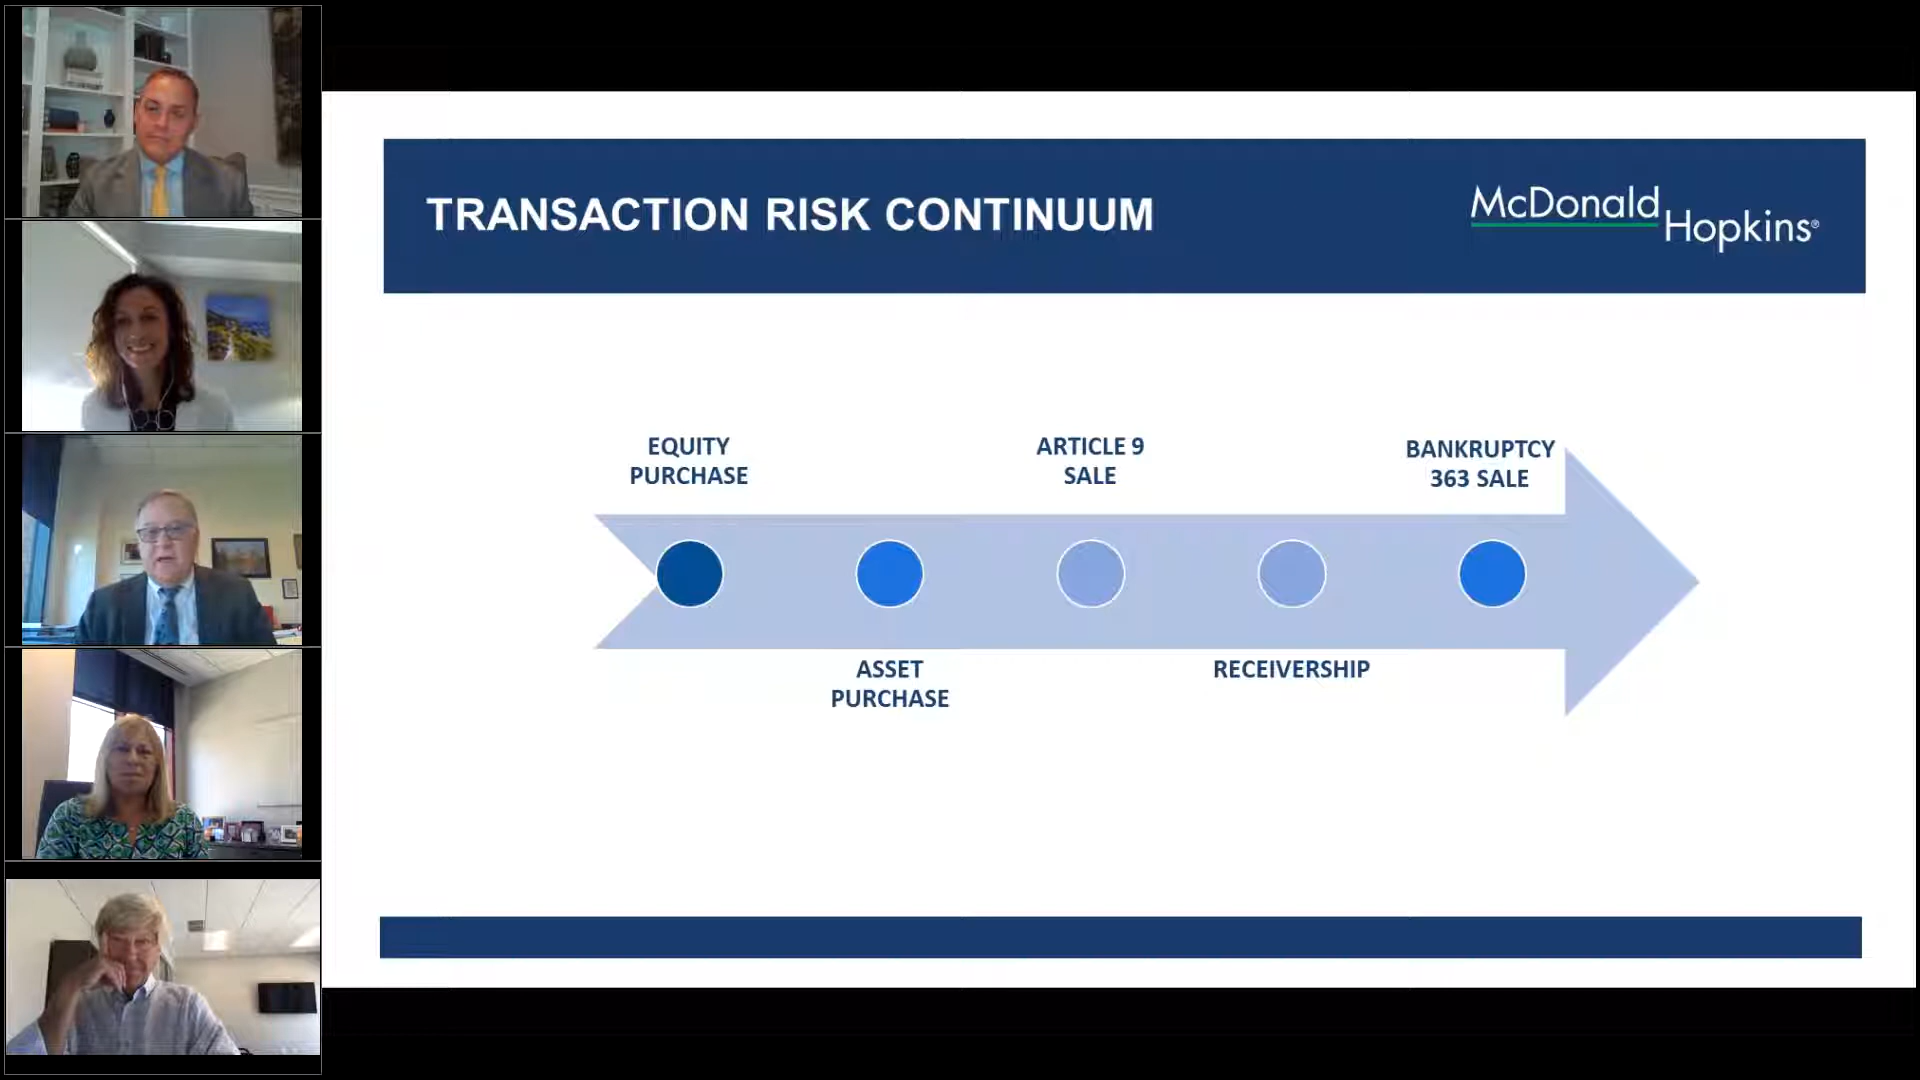 TRANSACTION RISK CONTINUUM
McDonald
Hopkins®
EQUITY
PURCHASE
ARTICLE 9
SALE
BANKRUPTCY
363 SALE
ASSET
PURCHASE
RECEIVERSHIP